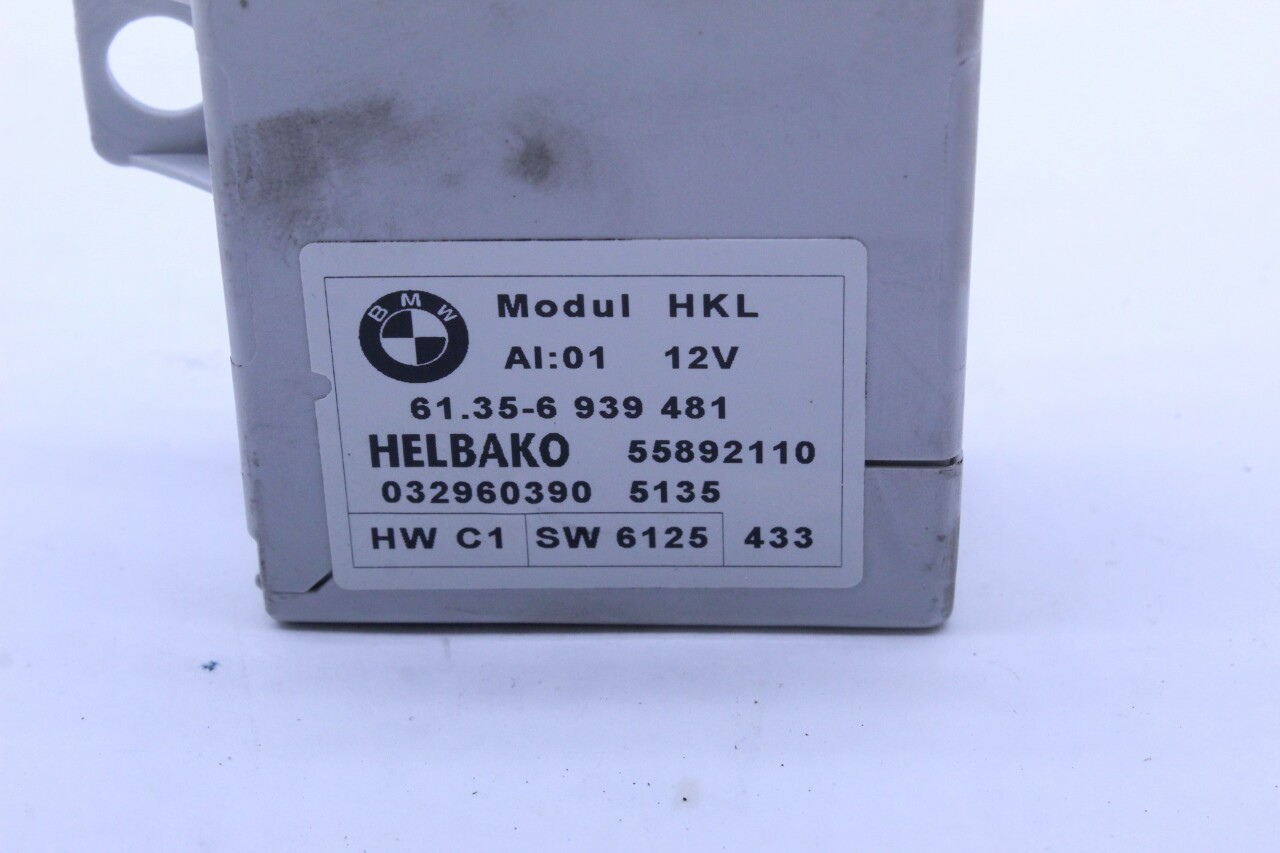 BMW
Modul HKL
AI:01 12V
61.35-6 939 481
HELBAKO 55892110
032960390 5135
HW C1 SW 6125 433